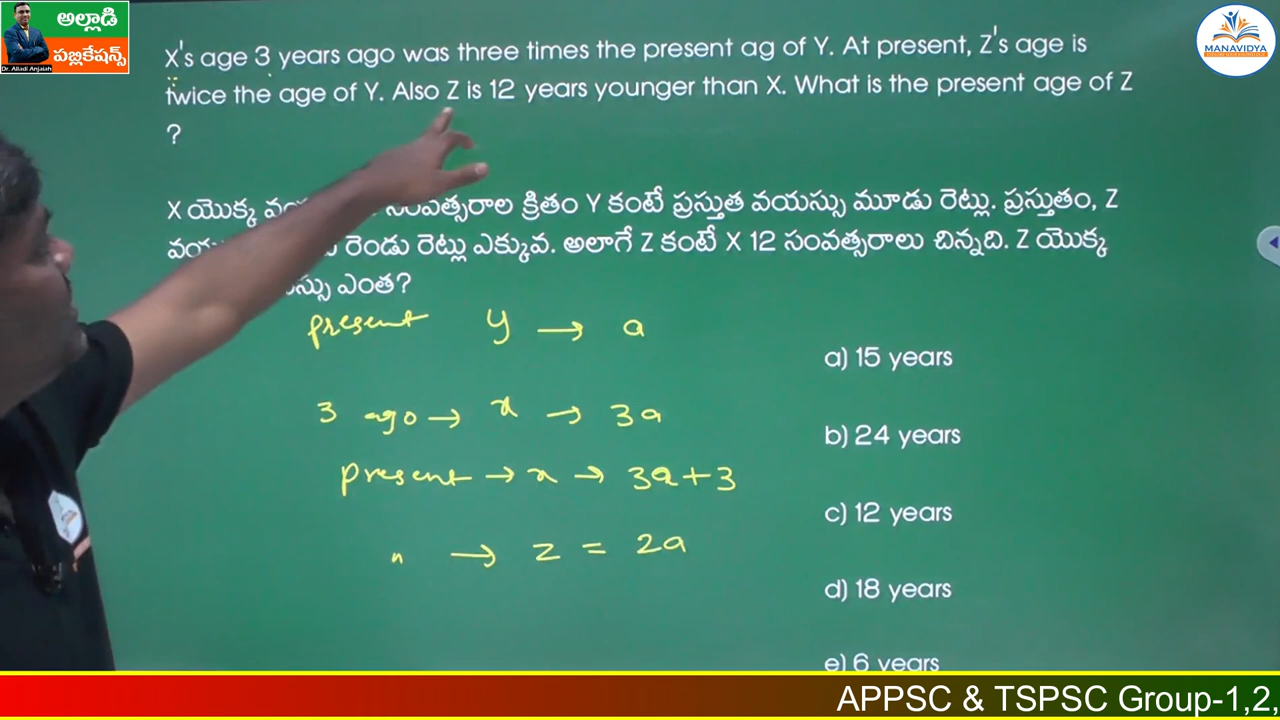 అల్లాడి
పబ్లికేషన్స్
Dr. Alladi Anjaiah
MANAVIDYA
X's age 3 years ago was three times the present ag of Y. At present, Z's age is
twice the age of Y. Also Z is 12 years younger than X. What is the present age of Z
?
X యొక్క సంవత్సరాల క్రితం Y కంటే ప్రస్తుత వయస్సు మూడు రెట్లు. ప్రస్తుతం, Z
రెండు రెట్లు ఎక్కువ. అలాగే Z కంటే X 12 సంవత్సరాలు చిన్నది. Z యొక్క
ఎంత?
present y → a
3 ago → x → 3a
present → x → 3a+3
" → z = 2a
a) 15 years
b) 24 years
c) 12 years
d) 18 years
e) 6 years
APPSC & TSPSC Group-1,2,